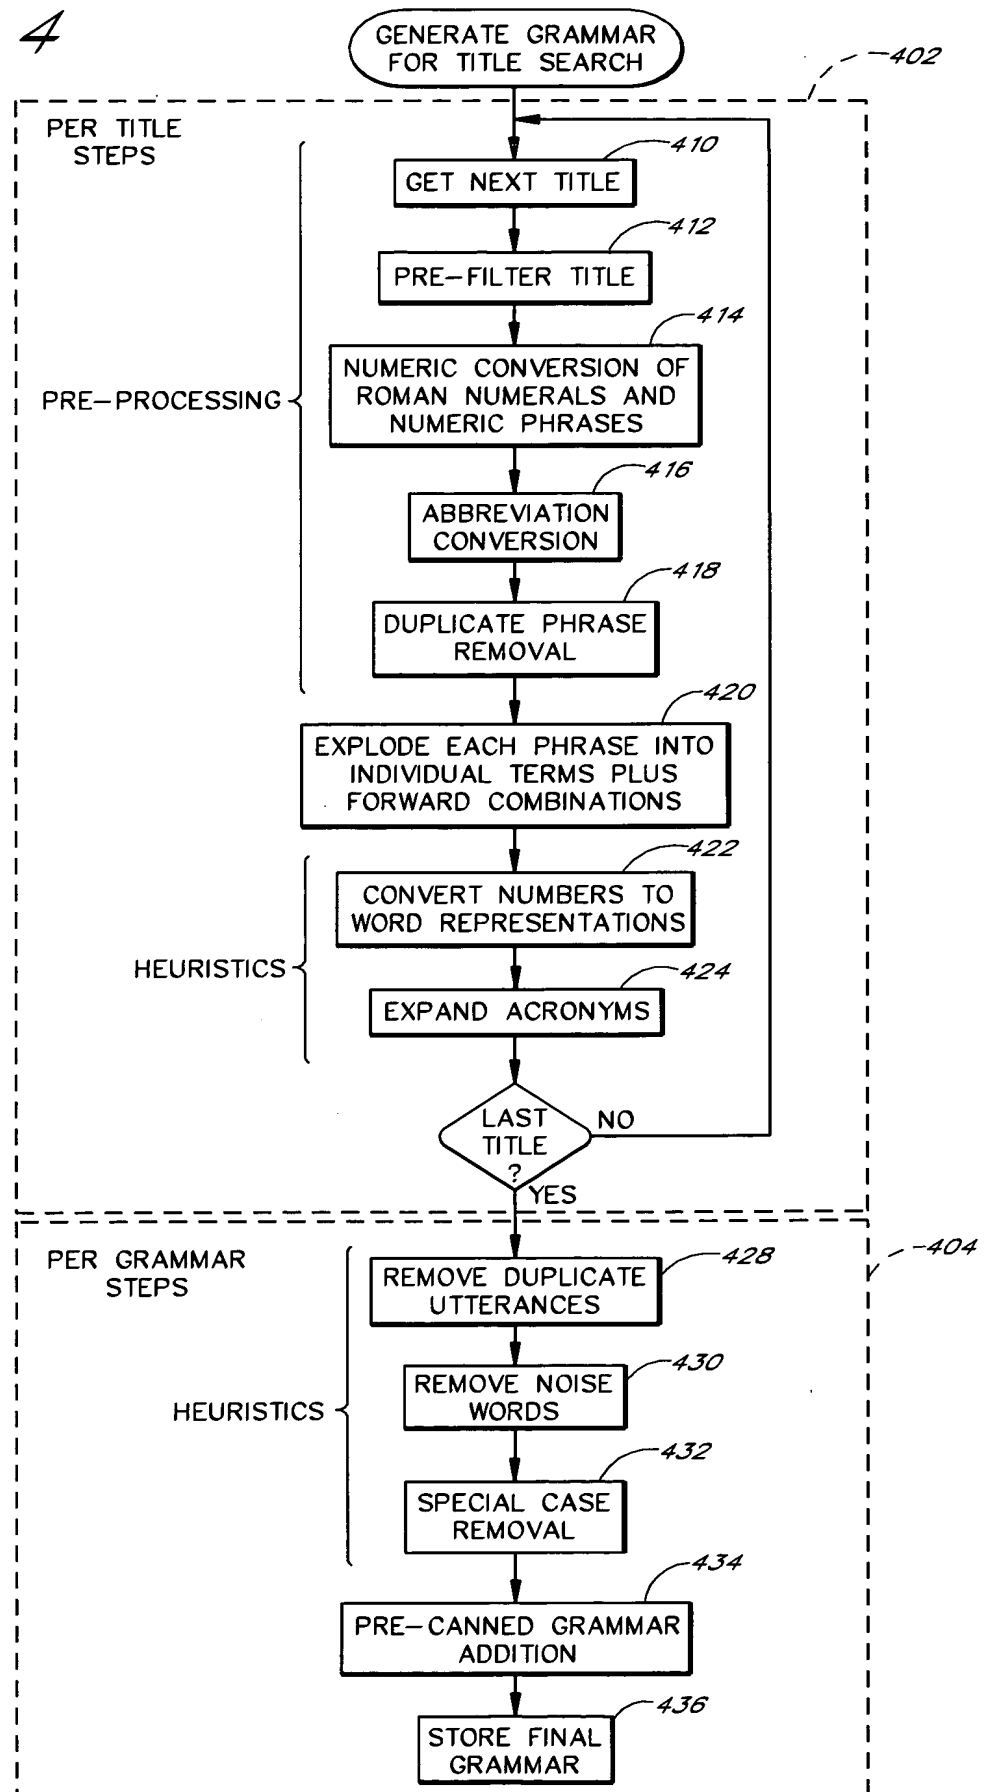 4
GENERATE GRAMMAR
FOR TITLE SEARCH
402
PER TITLE
STEPS
410
GET NEXT TITLE
412
PRE-FILTER TITLE
414
NUMERIC CONVERSION OF
ROMAN NUMERALS AND
NUMERIC PHRASES
PRE-PROCESSING
416
ABBREVIATION
CONVERSION
418
DUPLICATE PHRASE
REMOVAL
420
EXPLODE EACH PHRASE INTO
INDIVIDUAL TERMS PLUS
FORWARD COMBINATIONS
422
CONVERT NUMBERS TO
WORD REPRESENTATIONS
HEURISTICS
424
EXPAND ACRONYMS
LAST
TITLE
?
NO
YES
PER GRAMMAR
STEPS
404
428
REMOVE DUPLICATE
UTTERANCES
430
REMOVE NOISE
WORDS
HEURISTICS
432
SPECIAL CASE
REMOVAL
434
PRE-CANNED GRAMMAR
ADDITION
436
STORE FINAL
GRAMMAR